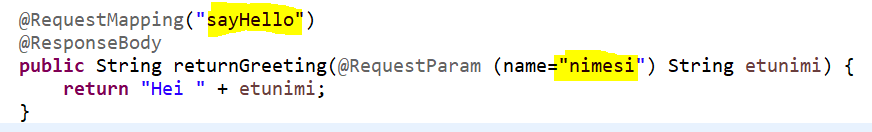 @RequestMapping("sayHello")
@ResponseBody
public String returnGreeting(@RequestParam (name="nimesi") String etunimi) {
    return "Hei " + etunimi;
}